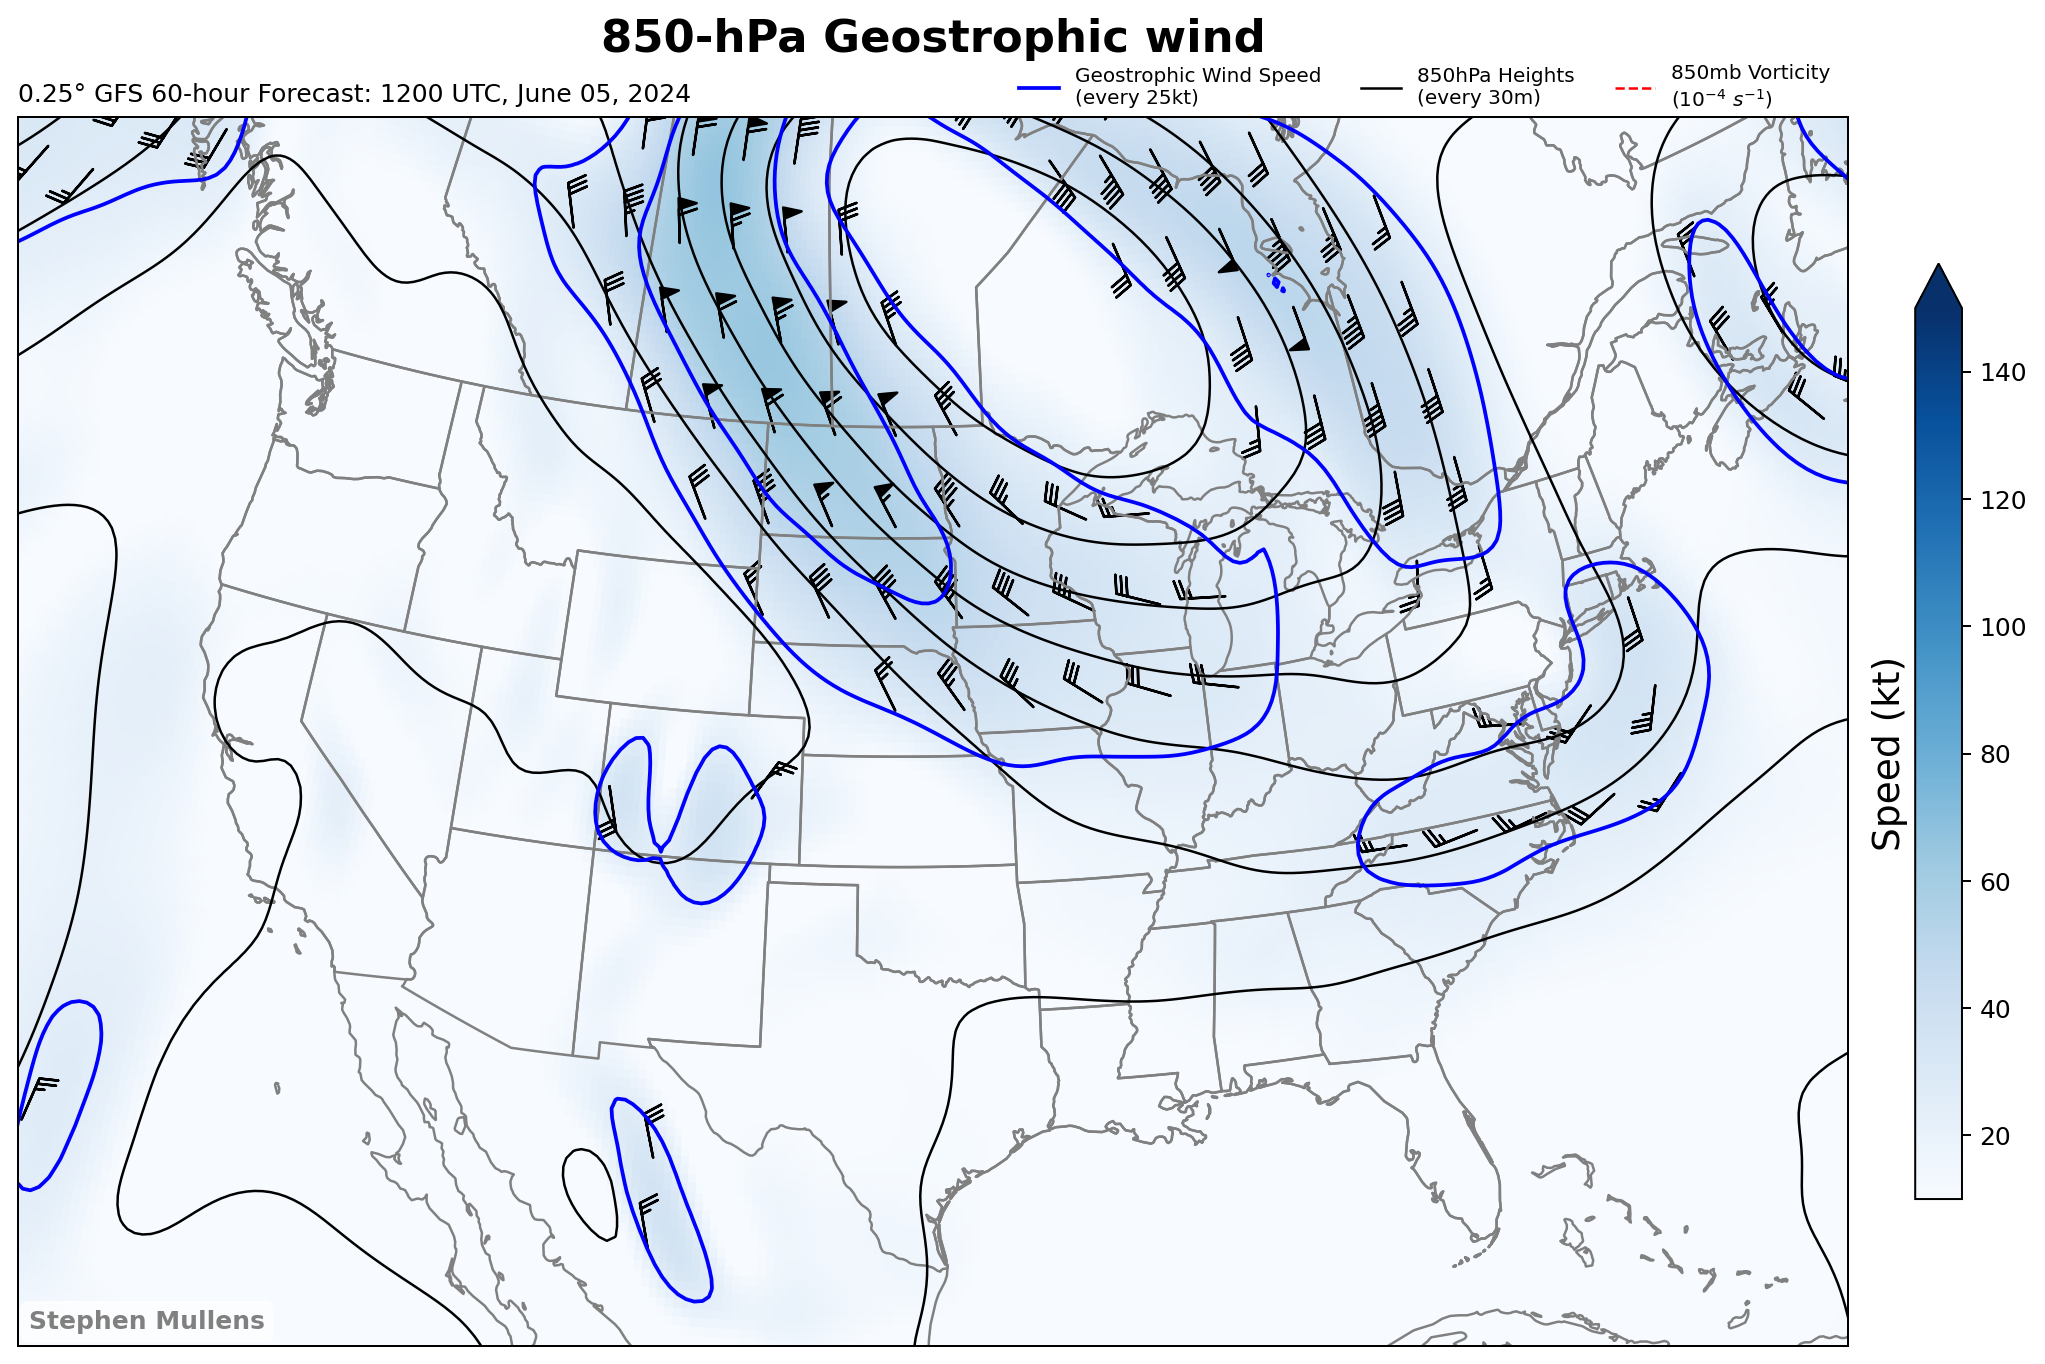 850-hPa Geostrophic wind
0.25° GFS 60-hour Forecast: 1200 UTC, June 05, 2024
Geostrophic Wind Speed
(every 25kt)
850hPa Heights
(every 30m)
850mb Vorticity
(10⁻⁴ s⁻¹)
140
120
100
80
60
40
20
Speed (kt)
Stephen Mullens